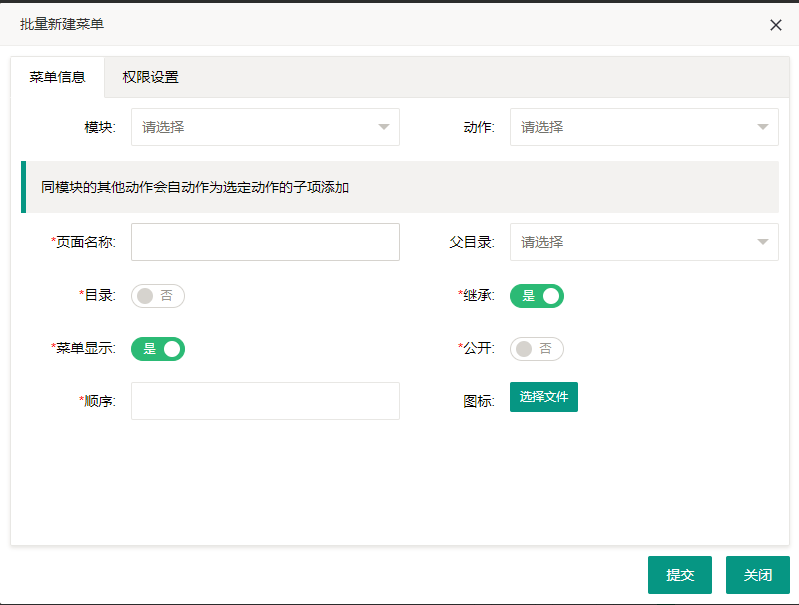 批量新建菜单
菜单信息 权限设置
模块: 请选择 动作: 请选择
同模块的其他动作会自动作为选定动作的子项添加
*页面名称: 父目录: 请选择
*目录: 否 *继承: 是
*菜单显示: 是 *公开: 否
*顺序: 图标: 选择文件
提交 关闭